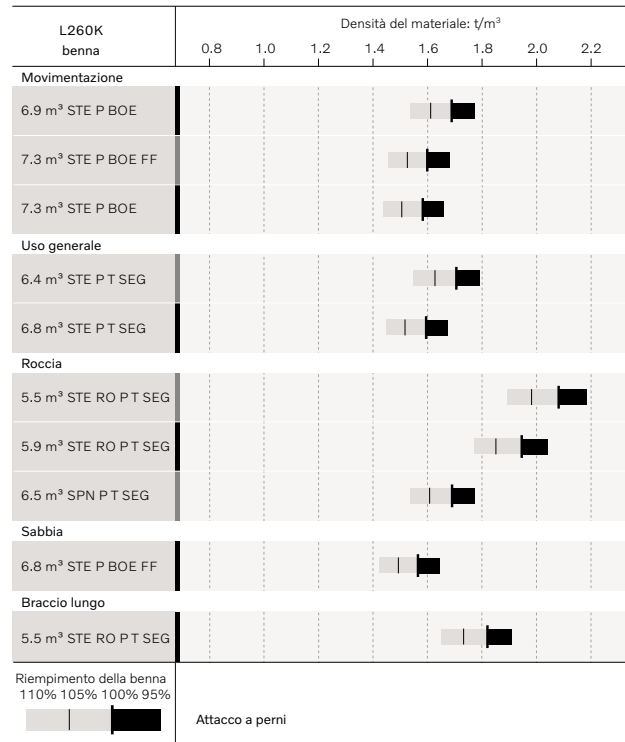 L260K
benna
Densità del materiale: t/m³
0.8 1.0 1.2 1.4 1.6 1.8 2.0 2.2
Movimentazione
6.9 m³ STE P BOE
7.3 m³ STE P BOE FF
7.3 m³ STE P BOE
Uso generale
6.4 m³ STE P T SEG
6.8 m³ STE P T SEG
Roccia
5.5 m³ STE RO P T SEG
5.9 m³ STE RO P T SEG
6.5 m³ SPN P T SEG
Sabbia
6.8 m³ STE P BOE FF
Braccio lungo
5.5 m³ STE RO P T SEG
Riempimento della benna
110% 105% 100% 95%
Attacco a perni